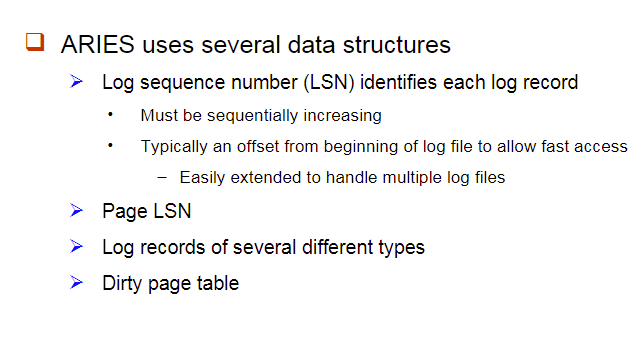 ARIES uses several data structures
Log sequence number (LSN) identifies each log record
Must be sequentially increasing
Typically an offset from beginning of log file to allow fast access
Easily extended to handle multiple log files
Page LSN
Log records of several different types
Dirty page table